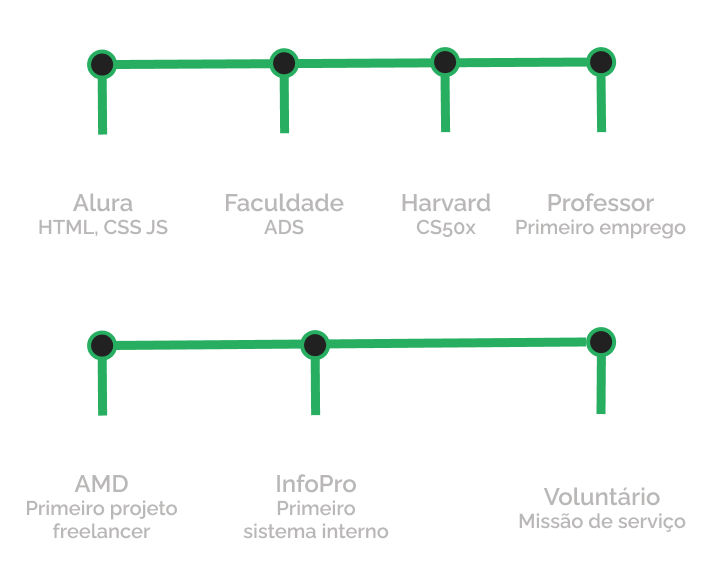 Alura
HTML, CSS JS
Faculdade
ADS
Harvard
CS50x
Professor
Primeiro emprego
AMD
Primeiro projeto
freelancer
InfoPro
Primeiro
sistema interno
Voluntário
Missão de serviço